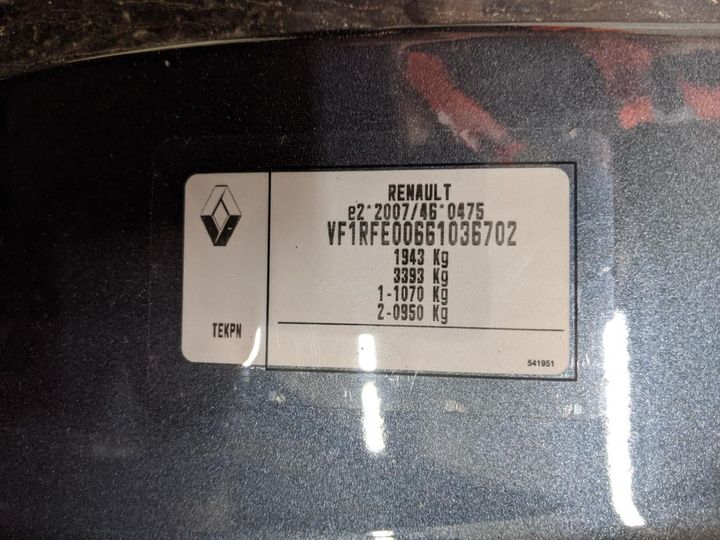 RENAULT
e2*2007/46*0475
VF1RFE00661036702
1943 Kg
3393 Kg
1-1070 Kg
2-0950 Kg
TEKPN
541951